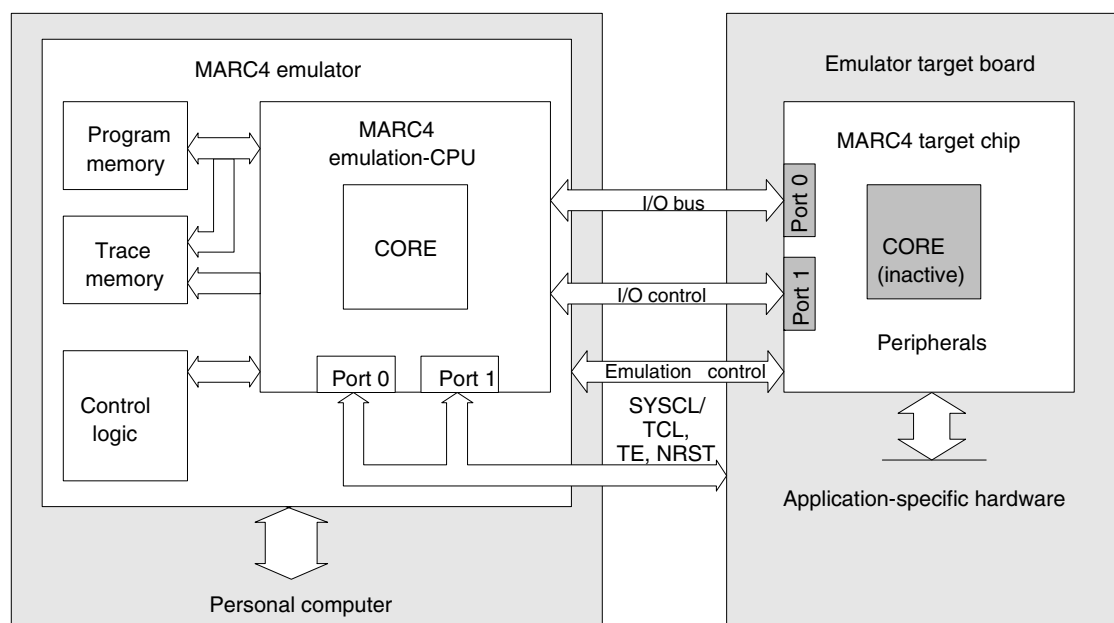 MARC4 emulator
Program
memory
Trace
memory
Control
logic
MARC4
emulation-CPU
CORE
Port 0
Port 1
I/O bus
I/O control
Emulation control
SYSCL/
TCL,
TE, NRST
Personal computer
Emulator target board
MARC4 target chip
Port 0
Port 1
CORE
(inactive)
Peripherals
Application-specific hardware